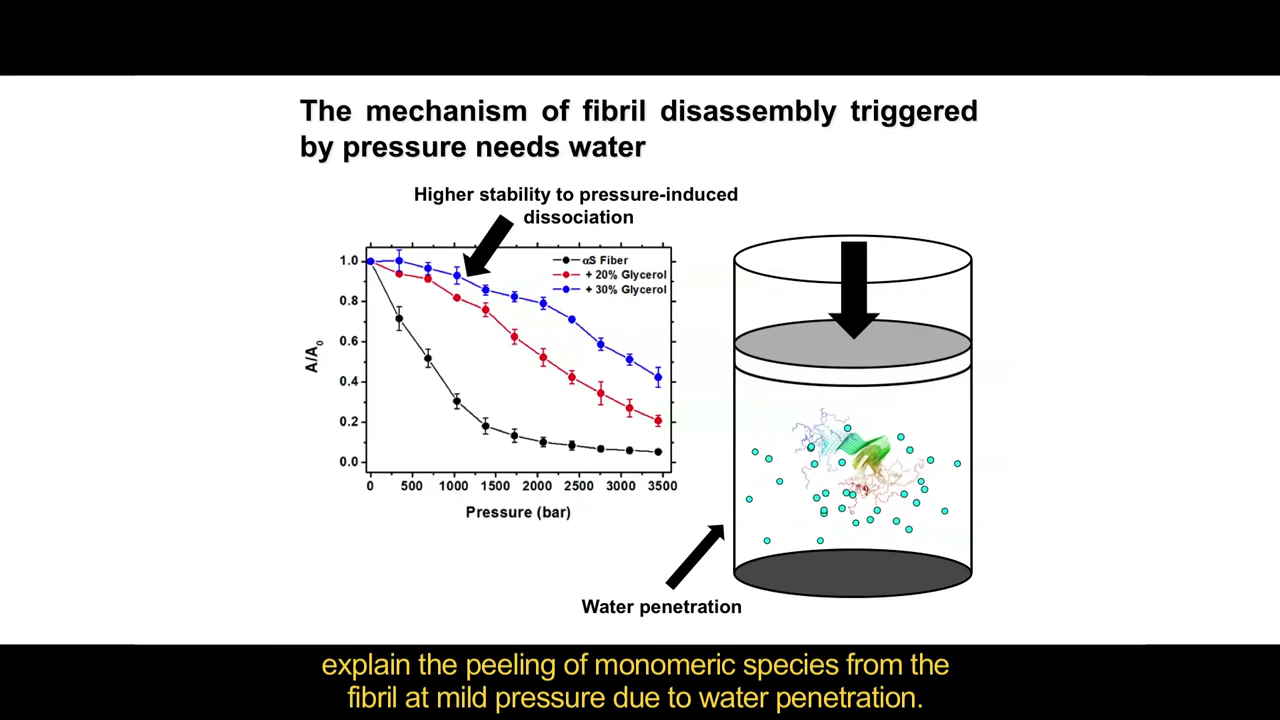 The mechanism of fibril disassembly triggered
by pressure needs water
Higher stability to pressure-induced
dissociation
αS Fiber
+ 20% Glycerol
+ 30% Glycerol
1.0
0.8
0.6
0.4
0.2
0.0
A/A0
0 500 1000 1500 2000 2500 3000 3500
Pressure (bar)
Water penetration
explain the peeling of monomeric species from the
fibril at mild pressure due to water penetration.